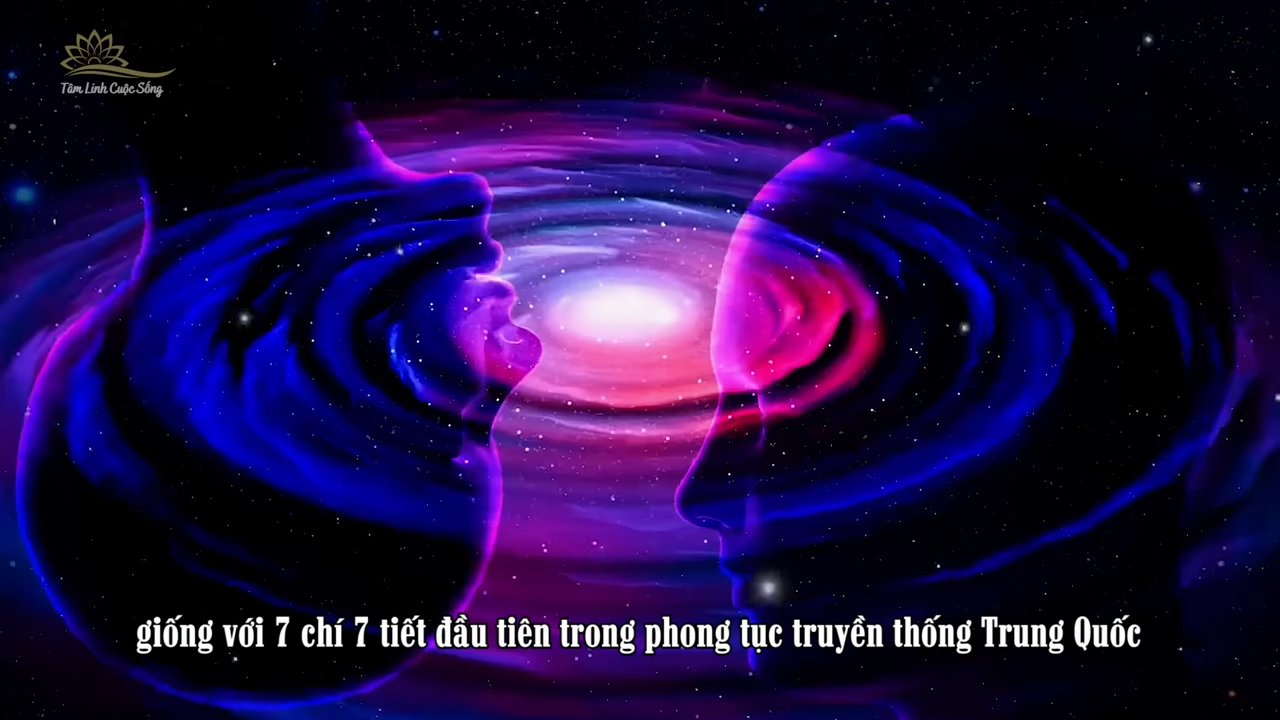 Tâm Linh Cuộc Sống
giống với 7 chí 7 tiết đầu tiên trong phong tục truyền thống Trung Quốc